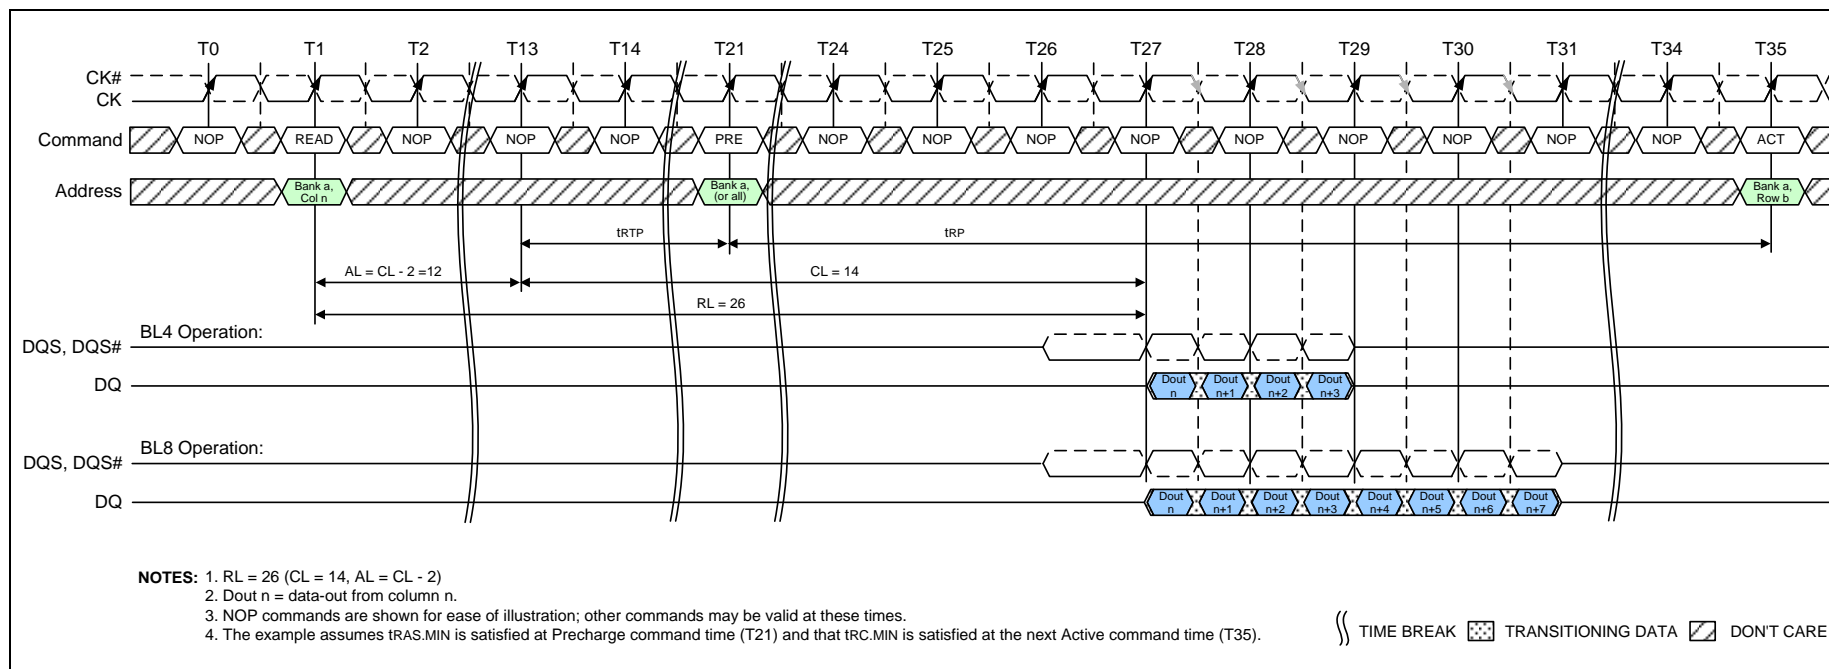 T0 T1 T2 T13 T14 T21 T24 T25 T26 T27 T28 T29 T30 T31 T34 T35
CK#
CK
Command NOP READ NOP NOP NOP PRE NOP NOP NOP NOP NOP NOP NOP NOP NOP ACT
Address
Bank a,
Col n
Bank a,
(or all)
Bank a,
Row b
tRTP tRP
AL = CL - 2 =12 CL = 14
RL = 26
BL4 Operation:
DQS, DQS#
DQ
Dout
n
Dout
n+1
Dout
n+2
Dout
n+3
BL8 Operation:
DQS, DQS#
DQ
Dout
n
Dout
n+1
Dout
n+2
Dout
n+3
Dout
n+4
Dout
n+5
Dout
n+6
Dout
n+7
NOTES: 1. RL = 26 (CL = 14, AL = CL - 2)
2. Dout n = data-out from column n.
3. NOP commands are shown for ease of illustration; other commands may be valid at these times.
4. The example assumes tRAS.MIN is satisfied at Precharge command time (T21) and that tRC.MIN is satisfied at the next Active command time (T35).
TIME BREAK TRANSITIONING DATA DON'T CARE